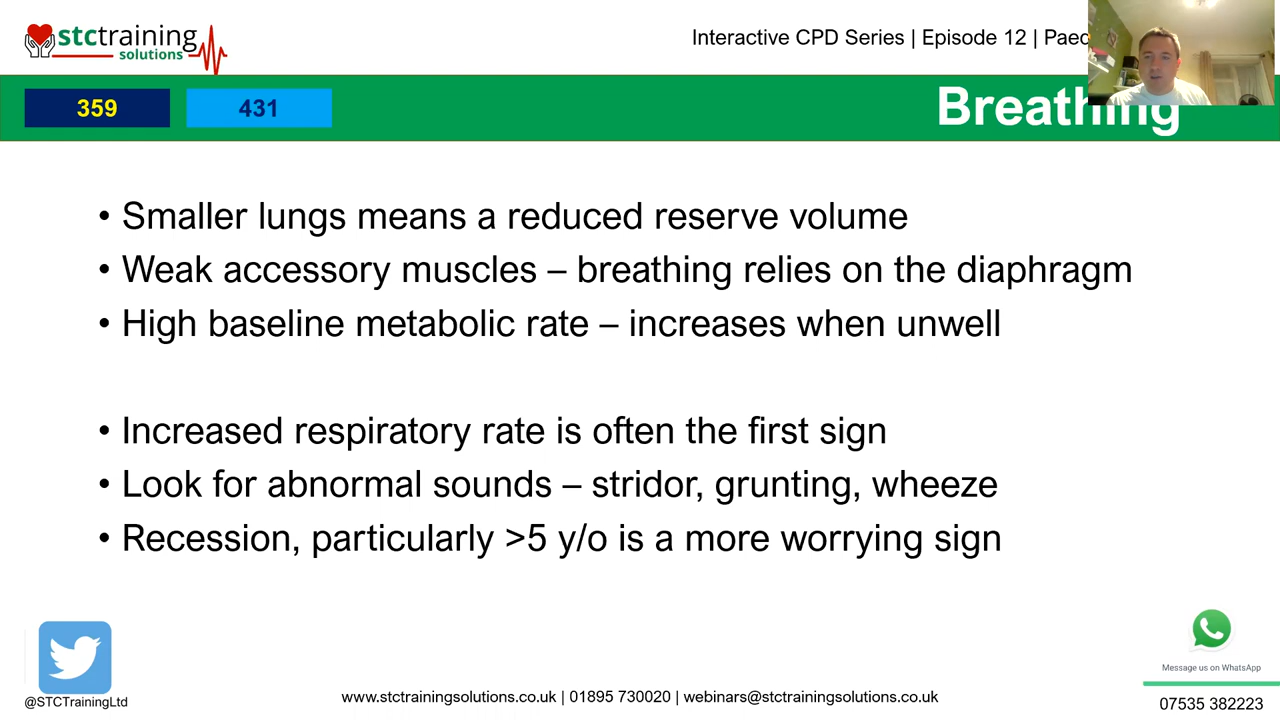 stctraining
solutions
Interactive CPD Series | Episode 12 | Paed
359
431
Breathing
• Smaller lungs means a reduced reserve volume
• Weak accessory muscles – breathing relies on the diaphragm
• High baseline metabolic rate – increases when unwell
• Increased respiratory rate is often the first sign
• Look for abnormal sounds – stridor, grunting, wheeze
• Recession, particularly >5 y/o is a more worrying sign
@STCTrainingLtd
www.stctrainingsolutions.co.uk | 01895 730020 | webinars@stctrainingsolutions.co.uk
Message us on WhatsApp
07535 382223